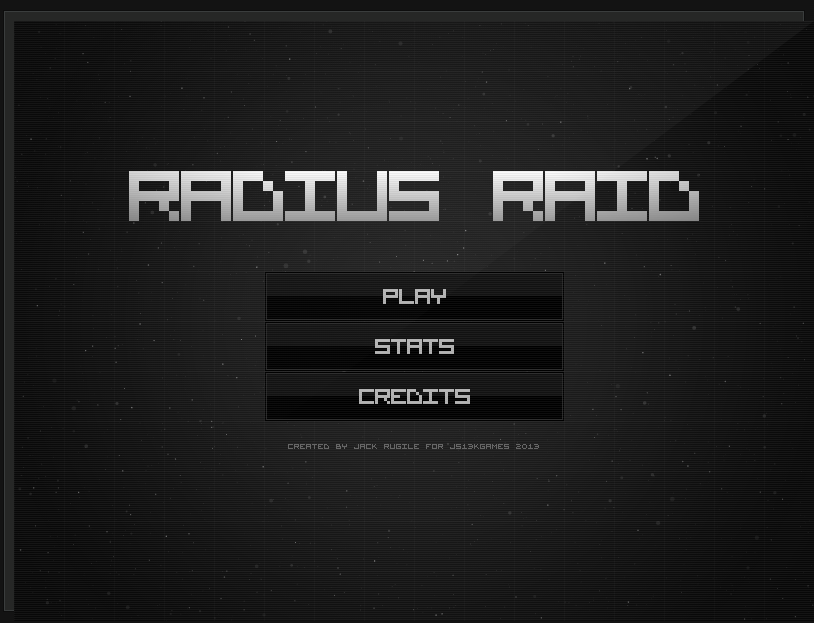 RADIUS RAID
PLAY
STATS
CREDITS
CREATED BY JACK RUGILE FOR JS13KGAMES 2013